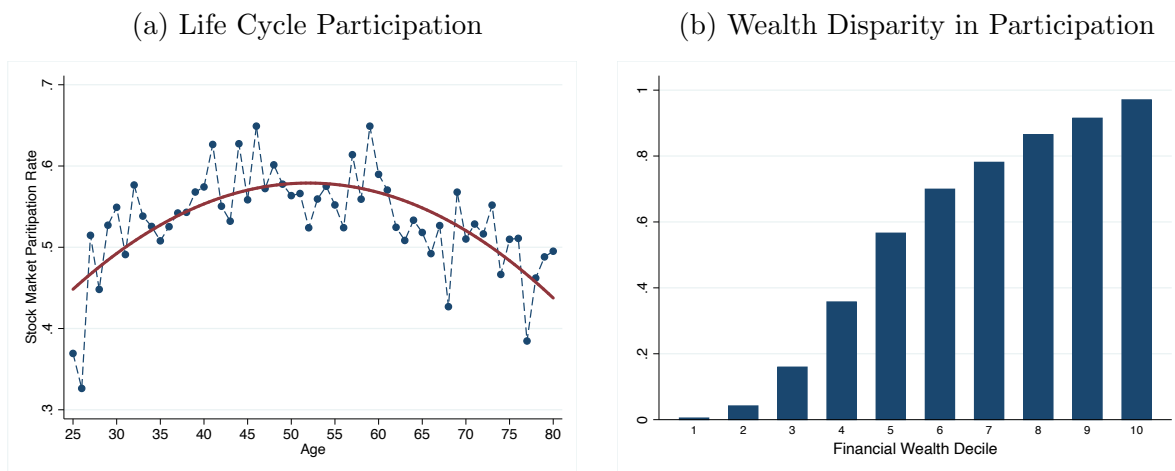 (a) Life Cycle Participation
(b) Wealth Disparity in Participation
Stock Market Paritipation Rate
.7
.6
.5
.4
.3
25 30 35 40 45 50 55 60 65 70 75 80
Age
1
.8
.6
.4
.2
0
1 2 3 4 5 6 7 8 9 10
Financial Wealth Decile